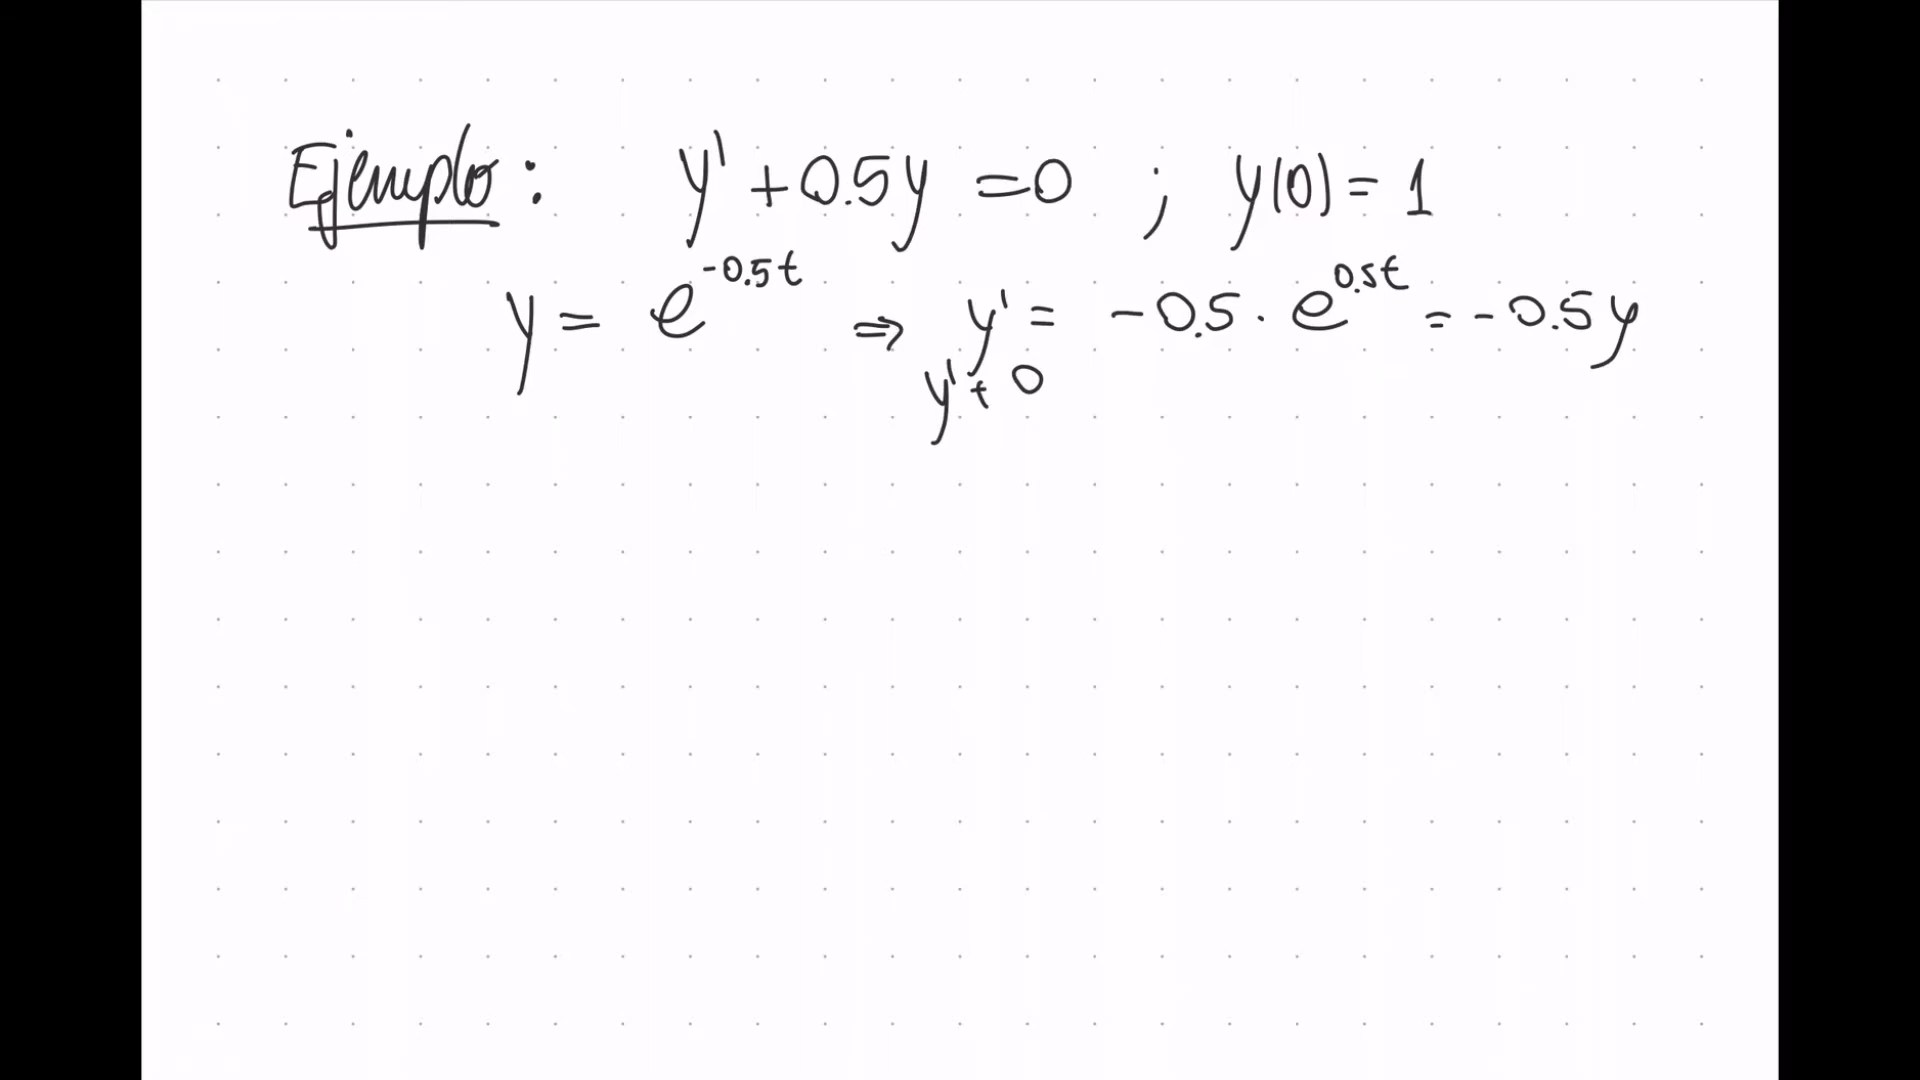 Ejemplo: y' + 0.5y = 0 ; y(0) = 1
y = e^{-0.5t} ⇒ y' = -0.5 · e^{0.5t} = -0.5y
y' + 0